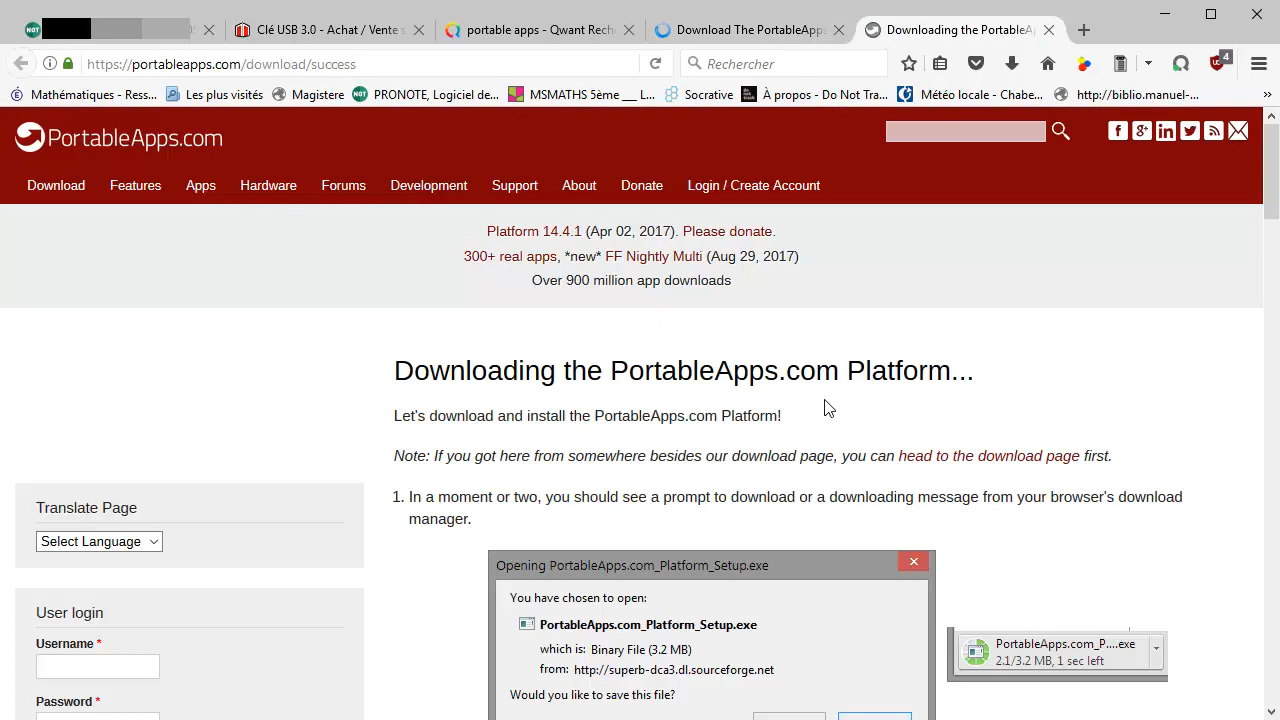 NOT
Clé USB 3.0 - Achat / Vente s
portable apps - Qwant Rech
Download The PortableApp
Downloading the PortableAp
https://portableapps.com/download/success
Rechercher
4
Mathématiques - Ress...
Les plus visités
Magistere
NOT PRONOTE, Logiciel de...
MSMATHS 5ème __ L...
Socrative
À propos - Do Not Tra...
Météo locale - Chabe...
http://biblio.manuel-...
PortableApps.com
Download
Features
Apps
Hardware
Forums
Development
Support
About
Donate
Login / Create Account
Platform 14.4.1 (Apr 02, 2017). Please donate.
300+ real apps, *new* FF Nightly Multi (Aug 29, 2017)
Over 900 million app downloads
Downloading the PortableApps.com Platform...
Let's download and install the PortableApps.com Platform!
Note: If you got here from somewhere besides our download page, you can head to the download page first.
1. In a moment or two, you should see a prompt to download or a downloading message from your browser's download
manager.
Translate Page
Select Language
User login
Username *
Password *
Opening PortableApps.com_Platform_Setup.exe
You have chosen to open:
PortableApps.com_Platform_Setup.exe
which is: Binary File (3.2 MB)
from: http://superb-dca3.dl.sourceforge.net
Would you like to save this file?
PortableApps.com_P....exe
2.1/3.2 MB, 1 sec left